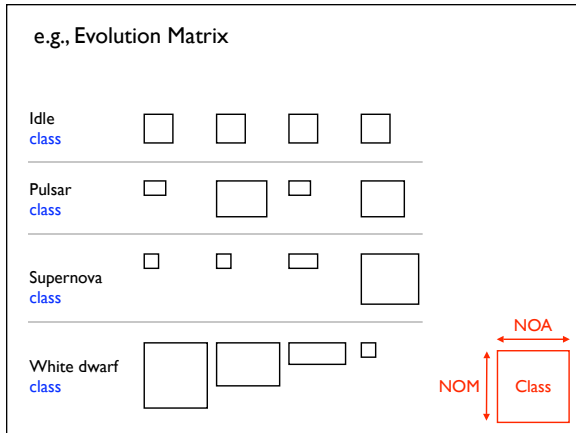 e.g., Evolution Matrix
Idle
class
Pulsar
class
Supernova
class
White dwarf
class
NOA
NOM
Class